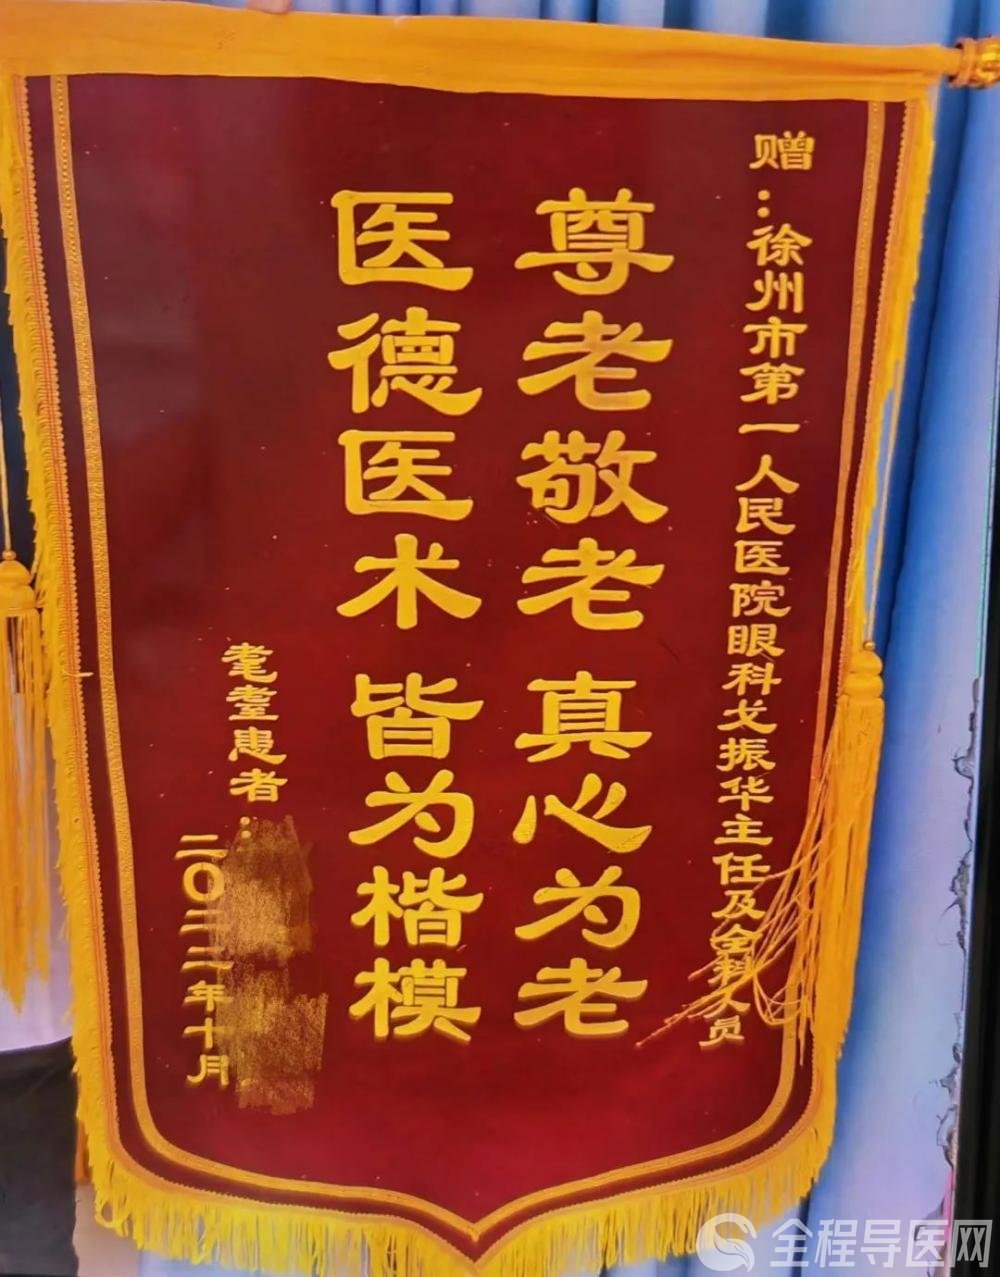 赠：徐州市第一人民医院眼科戈振华主任及全科人员
尊老敬老 真心为老
医德医术 皆为楷模
耄耋患者：
二〇二二年十月
全程导医网